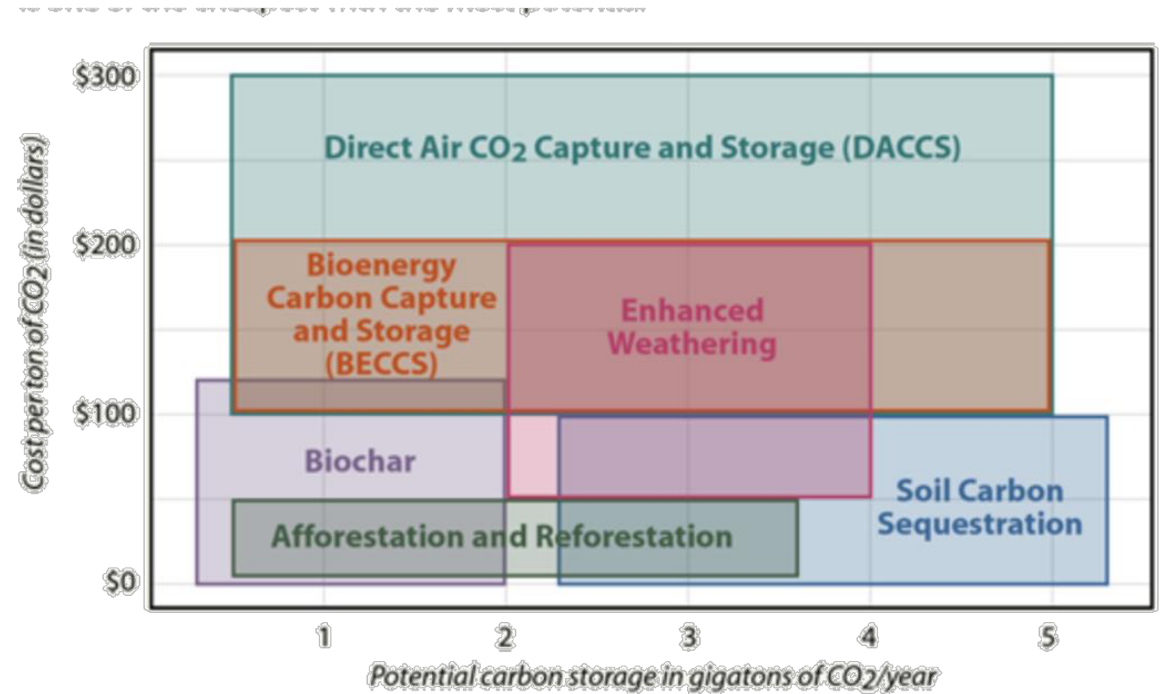 $300
Direct Air CO2 Capture and Storage (DACCS)
Cost per ton of CO2 (in dollars)
$200
Bioenergy
Carbon Capture
and Storage
(BECCS)
Enhanced
Weathering
$100
Biochar
Soil Carbon
Sequestration
Afforestation and Reforestation
$0
1 2 3 4 5
Potential carbon storage in gigatons of CO2/year